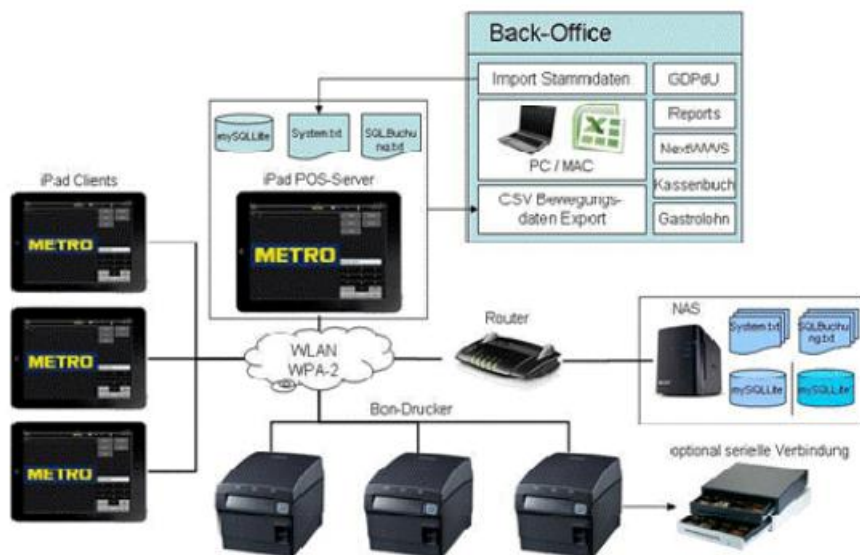 Back-Office
Import Stammdaten
GDPdU
Reports
PC / MAC
NextWWS
Kassenbuch
CSV Bewegungs-
daten Export
Gastrolohn
mySQLLite
System.txt
SQLBuchu
ng.txt
iPad Clients
iPad POS-Server
METRO
METRO
METRO
METRO
WLAN
WPA-2
Router
NAS
System.txt
SQLBuchu
ng.txt
mySQLLite
mySQLLite
Bon-Drucker
optional serielle Verbindung